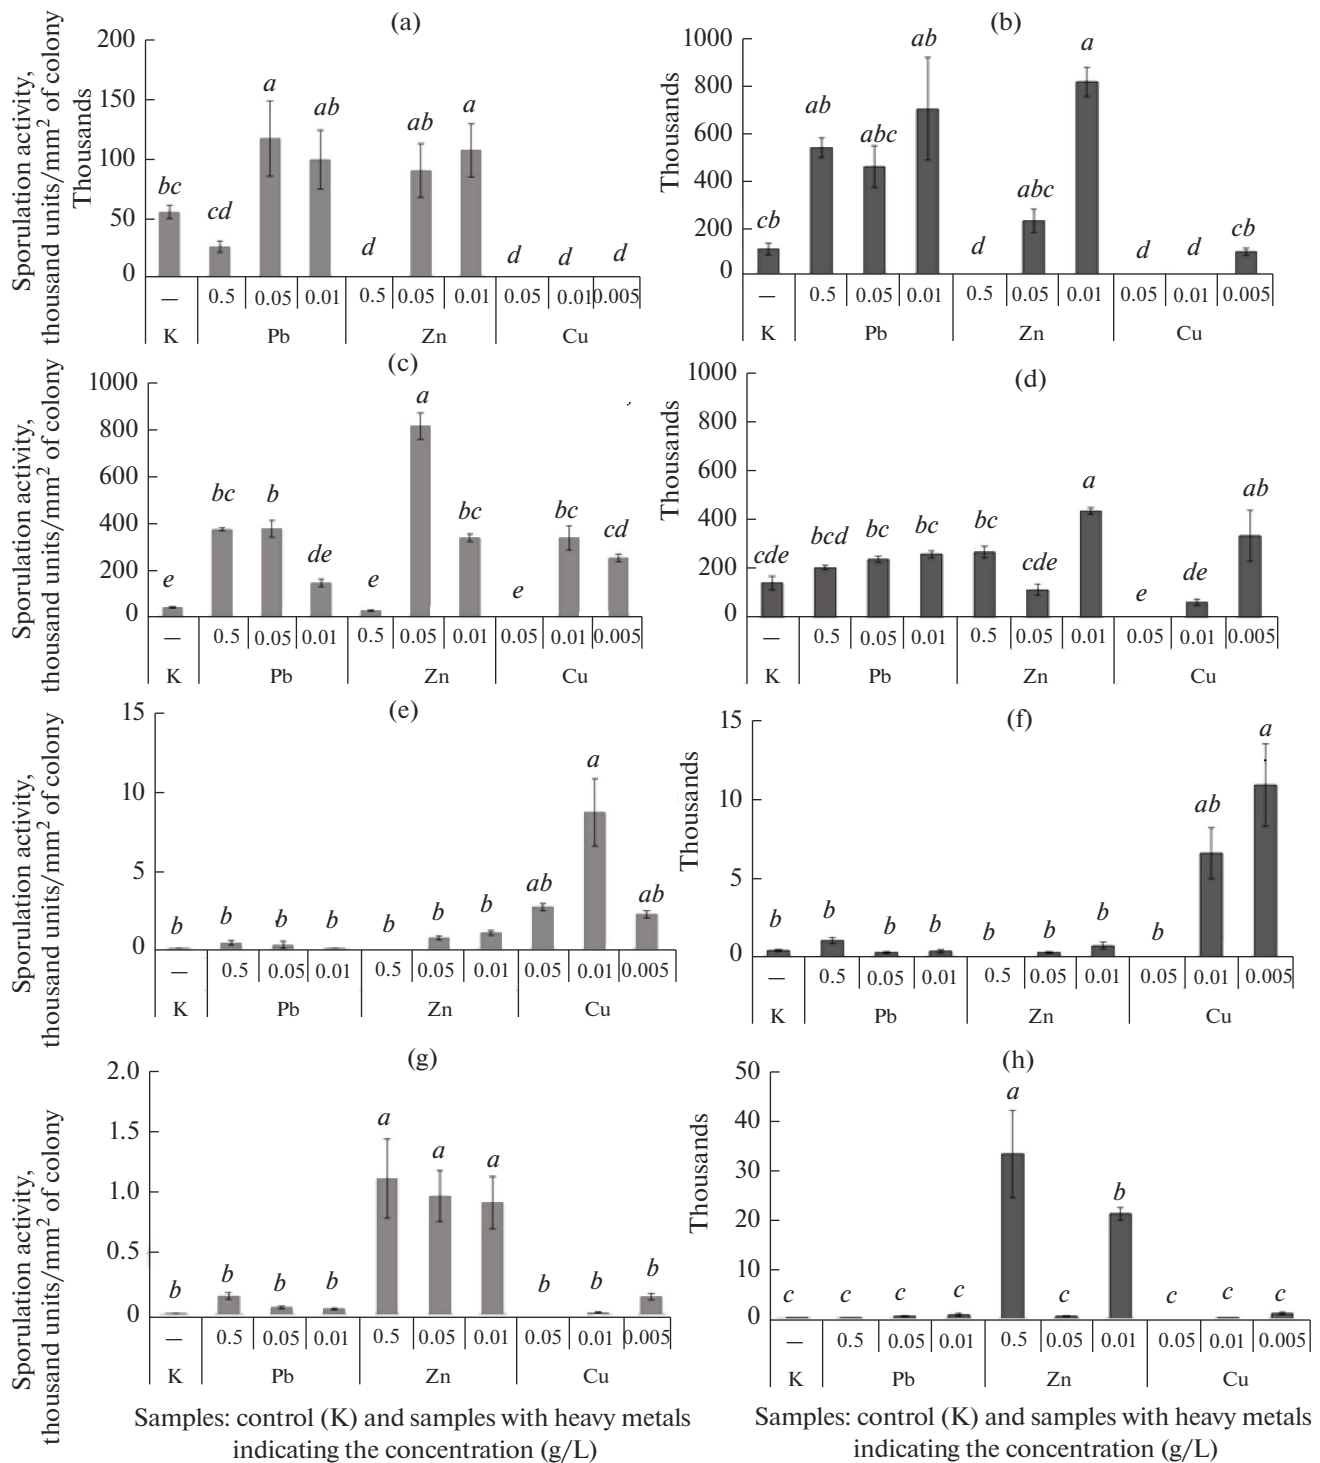 (a)
Sporulation activity,
thousand units/mm² of colony
Thousands
200
150
100
50
0
bc
cd
a
ab
d
ab
a
d
d
d
— 0.5 0.05 0.01 0.5 0.05 0.01 0.05 0.01 0.005
K Pb Zn Cu
(b)
Thousands
1000
800
600
400
200
0
cb
ab
abc
ab
d
abc
a
d
d
cb
— 0.5 0.05 0.01 0.5 0.05 0.01 0.05 0.01 0.005
K Pb Zn Cu
(c)
Sporulation activity,
thousand units/mm² of colony
1000
800
600
400
200
0
e
bc
b
de
e
a
bc
e
bc
cd
— 0.5 0.05 0.01 0.5 0.05 0.01 0.05 0.01 0.005
K Pb Zn Cu
(d)
Thousands
1000
800
600
400
200
0
cde
bcd
bc
bc
bc
cde
a
e
de
ab
— 0.5 0.05 0.01 0.5 0.05 0.01 0.05 0.01 0.005
K Pb Zn Cu
(e)
Sporulation activity,
thousand units/mm² of colony
15
10
5
0
b
b
b
b
b
b
b
ab
a
ab
— 0.5 0.05 0.01 0.5 0.05 0.01 0.05 0.01 0.005
K Pb Zn Cu
(f)
Thousands
15
10
5
0
b
b
b
b
b
b
b
b
ab
a
— 0.5 0.05 0.01 0.5 0.05 0.01 0.05 0.01 0.005
K Pb Zn Cu
(g)
Sporulation activity,
thousand units/mm² of colony
2.0
1.5
1.0
0.5
0
b
b
b
b
a
a
a
b
b
b
— 0.5 0.05 0.01 0.5 0.05 0.01 0.05 0.01 0.005
K Pb Zn Cu
Samples: control (K) and samples with heavy metals
indicating the concentration (g/L)
(h)
Thousands
50
40
30
20
10
0
c
c
c
c
a
c
b
c
c
c
— 0.5 0.05 0.01 0.5 0.05 0.01 0.05 0.01 0.005
K Pb Zn Cu
Samples: control (K) and samples with heavy metals
indicating the concentration (g/L)